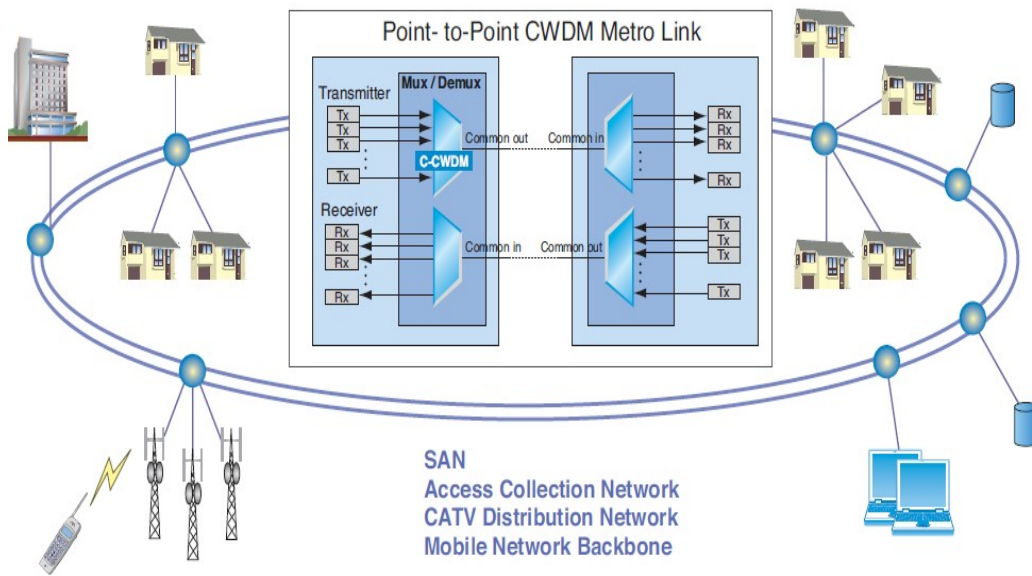 Point- to-Point CWDM Metro Link
Mux / Demux
Transmitter
Tx
Tx
Tx
Tx
C-CWDM
Common out
Common in
Rx
Rx
Rx
Rx
Receiver
Rx
Rx
Rx
Rx
Common in
Common put
Tx
Tx
Tx
Tx
SAN
Access Collection Network
CATV Distribution Network
Mobile Network Backbone